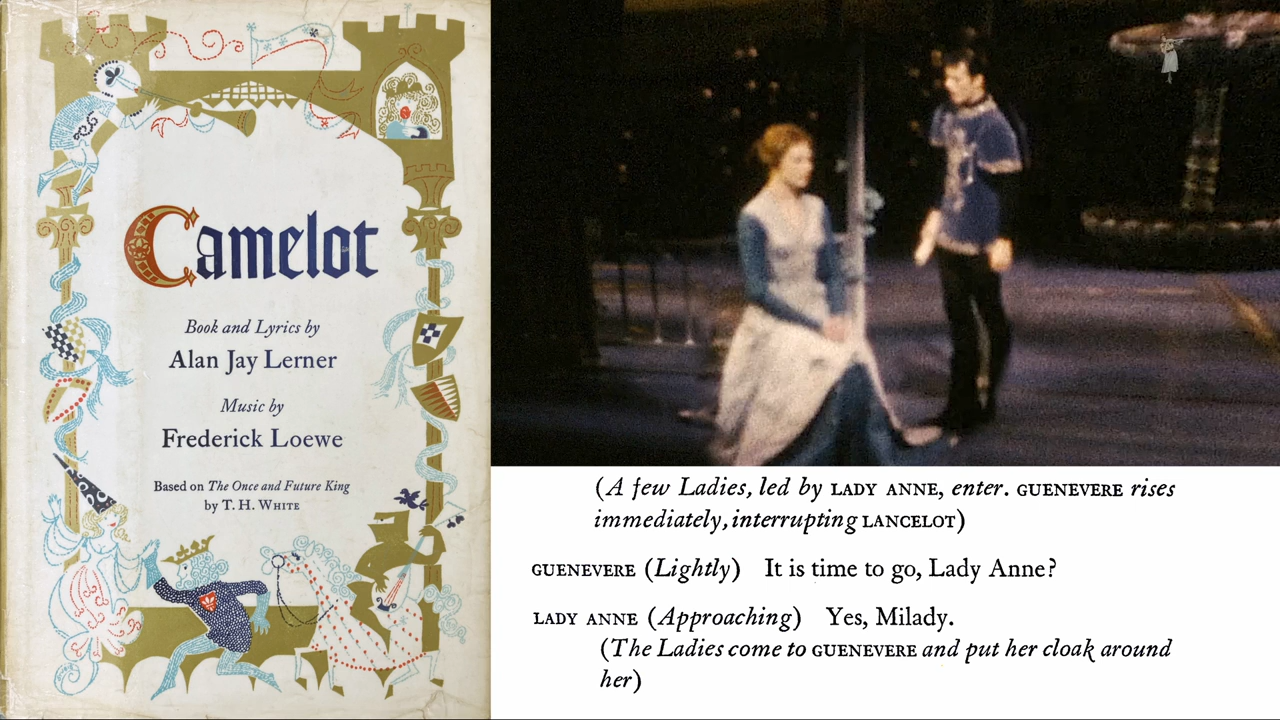 Camelot
Book and Lyrics by
Alan Jay Lerner
Music by
Frederick Loewe
Based on The Once and Future King
by T. H. WHITE
(A few Ladies, led by LADY ANNE, enter. GUENEVERE rises
immediately, interrupting LANCELOT)
GUENEVERE (Lightly) It is time to go, Lady Anne?
LADY ANNE (Approaching) Yes, Milady.
(The Ladies come to GUENEVERE and put her cloak around
her)